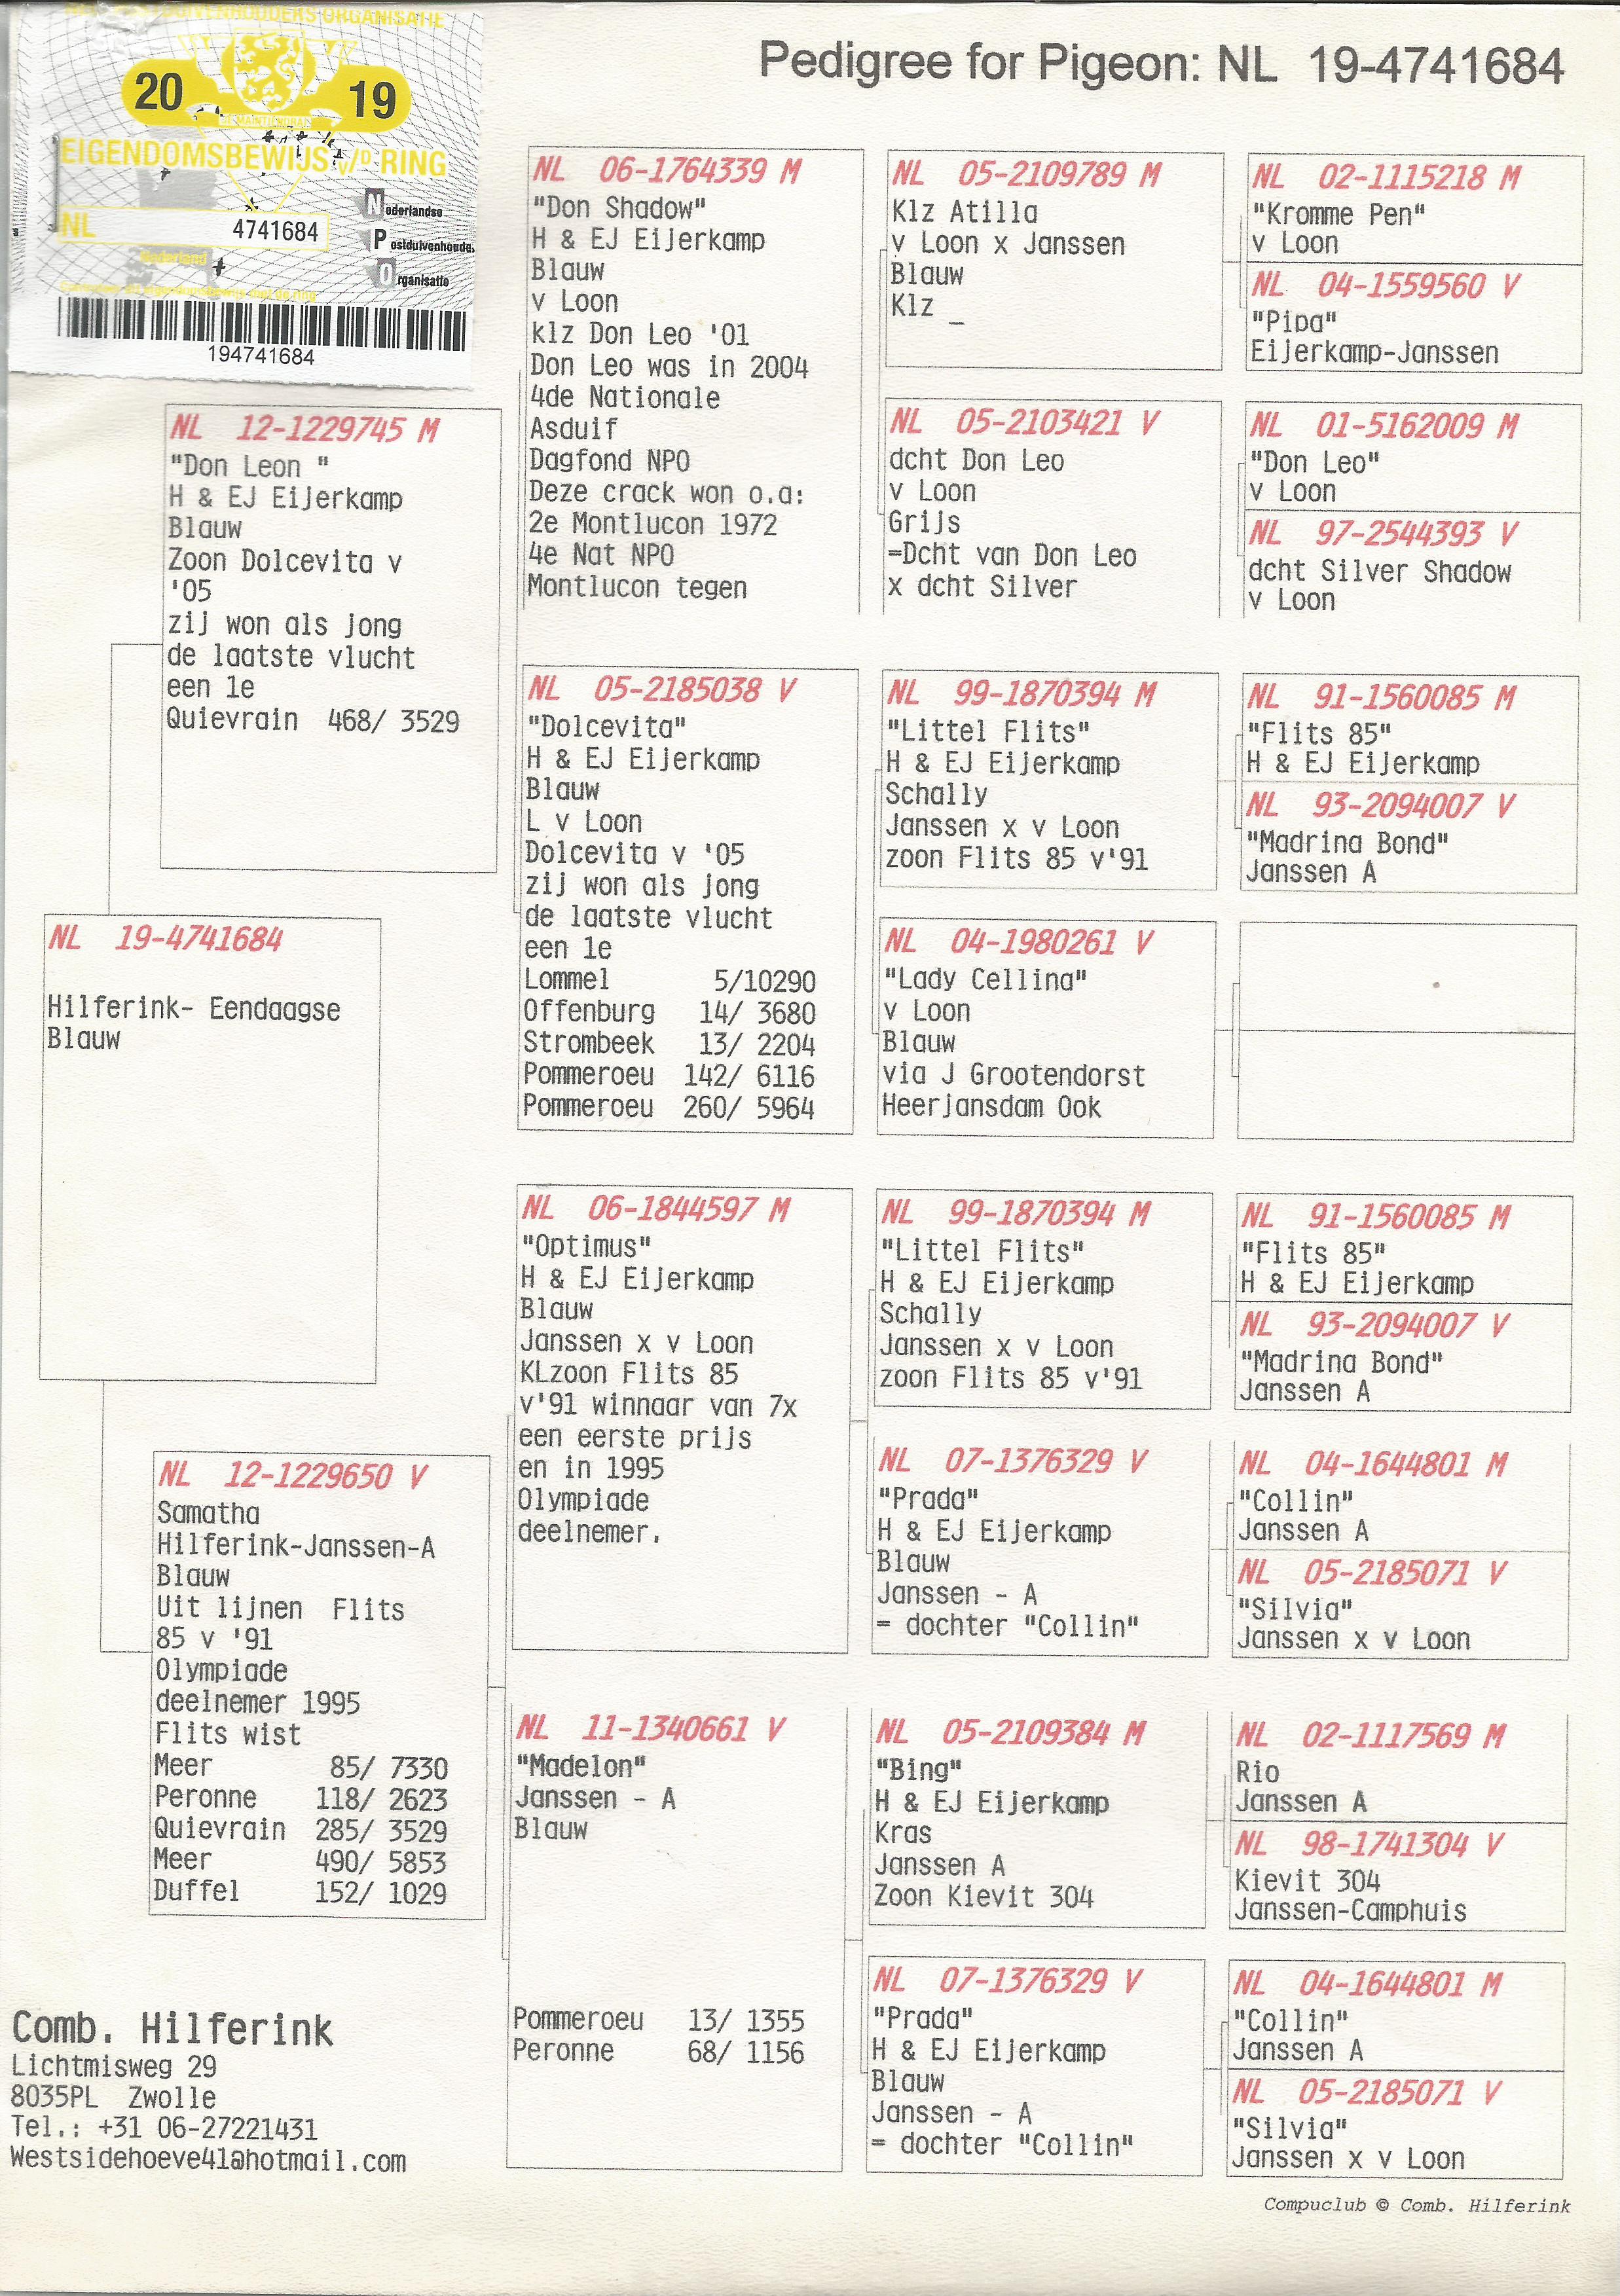 DUIVENHOUDERS ORGANISATIE
20 19
EIGENDOMSBEWIJS v/D RING
NL 4741684
Nederland
Nederlandse
Postduivenhoude
Organisatie
194741684
Pedigree for Pigeon: NL 19-4741684
NL 12-1229745 M
"Don Leon "
H & EJ Eijerkamp
Blauw
Zoon Dolcevita v
'05
zij won als jong
de laatste vlucht
een 1e
Quievrain 468/ 3529
NL 19-4741684
Hilferink- Eendaagse
Blauw
NL 12-1229650 V
Samatha
Hilferink-Janssen-A
Blauw
Uit lijnen Flits
85 v '91
Olympiade
deelnemer 1995
Flits wist
Meer 85/ 7330
Peronne 118/ 2623
Quievrain 285/ 3529
Meer 490/ 5853
Duffel 152/ 1029
NL 06-1764339 M
"Don Shadow"
H & EJ Eijerkamp
Blauw
v Loon
klz Don Leo '01
Don Leo was in 2004
4de Nationale
Asduif
Dagfond NPO
Deze crack won o.a:
2e Montlucon 1972
4e Nat NPO
Montlucon tegen
NL 05-2185038 V
"Dolcevita"
H & EJ Eijerkamp
Blauw
L v Loon
Dolcevita v '05
zij won als jong
de laatste vlucht
een 1e
Lommel 5/10290
Offenburg 14/ 3680
Strombeek 13/ 2204
Pommeroeu 142/ 6116
Pommeroeu 260/ 5964
NL 06-1844597 M
"Optimus"
H & EJ Eijerkamp
Blauw
Janssen x v Loon
KLzoon Flits 85
v'91 winnaar van 7x
een eerste prijs
en in 1995
Olympiade
deelnemer.
NL 11-1340661 V
"Madelon"
Janssen - A
Blauw
Pommeroeu 13/ 1355
Peronne 68/ 1156
NL 05-2109789 M
Klz Atilla
v Loon x Janssen
Blauw
Klz _
NL 05-2103421 V
dcht Don Leo
v Loon
Grijs
=Dcht van Don Leo
x dcht Silver
NL 99-1870394 M
"Littel Flits"
H & EJ Eijerkamp
Schally
Janssen x v Loon
zoon Flits 85 v'91
NL 04-1980261 V
"Lady Cellina"
v Loon
Blauw
via J Grootendorst
Heerjansdam Ook
NL 99-1870394 M
"Littel Flits"
H & EJ Eijerkamp
Schally
Janssen x v Loon
zoon Flits 85 v'91
NL 07-1376329 V
"Prada"
H & EJ Eijerkamp
Blauw
Janssen - A
= dochter "Collin"
NL 05-2109384 M
"Bing"
H & EJ Eijerkamp
Kras
Janssen A
Zoon Kievit 304
NL 07-1376329 V
"Prada"
H & EJ Eijerkamp
Blauw
Janssen - A
= dochter "Collin"
NL 02-1115218 M
"Kromme Pen"
v Loon
NL 04-1559560 V
"Pipa"
Eijerkamp-Janssen
NL 01-5162009 M
"Don Leo"
v Loon
NL 97-2544393 V
dcht Silver Shadow
v Loon
NL 91-1560085 M
"Flits 85"
H & EJ Eijerkamp
NL 93-2094007 V
"Madrina Bond"
Janssen A
NL 91-1560085 M
"Flits 85"
H & EJ Eijerkamp
NL 93-2094007 V
"Madrina Bond"
Janssen A
NL 04-1644801 M
"Collin"
Janssen A
NL 05-2185071 V
"Silvia"
Janssen x v Loon
NL 02-1117569 M
Rio
Janssen A
NL 98-1741304 V
Kievit 304
Janssen-Camphuis
NL 04-1644801 M
"Collin"
Janssen A
NL 05-2185071 V
"Silvia"
Janssen x v Loon
Comb. Hilferink
Lichtmisweg 29
8035PL Zwolle
Tel.: +31 06-27221431
Westsidehoeve41@hotmail.com
Compuclub © Comb. Hilferink